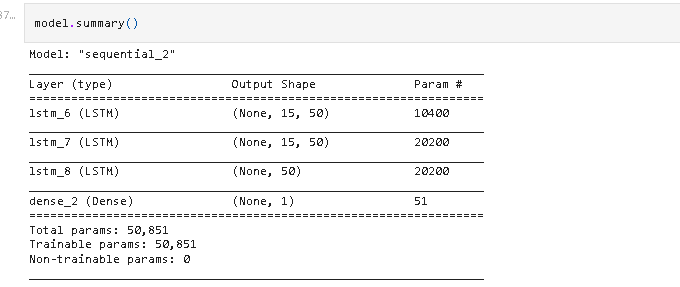 37…
model.summary()
Model: "sequential_2"
Layer (type) Output Shape Param #
=================================================================
lstm_6 (LSTM) (None, 15, 50) 10400
lstm_7 (LSTM) (None, 15, 50) 20200
lstm_8 (LSTM) (None, 50) 20200
dense_2 (Dense) (None, 1) 51
=================================================================
Total params: 50,851
Trainable params: 50,851
Non-trainable params: 0